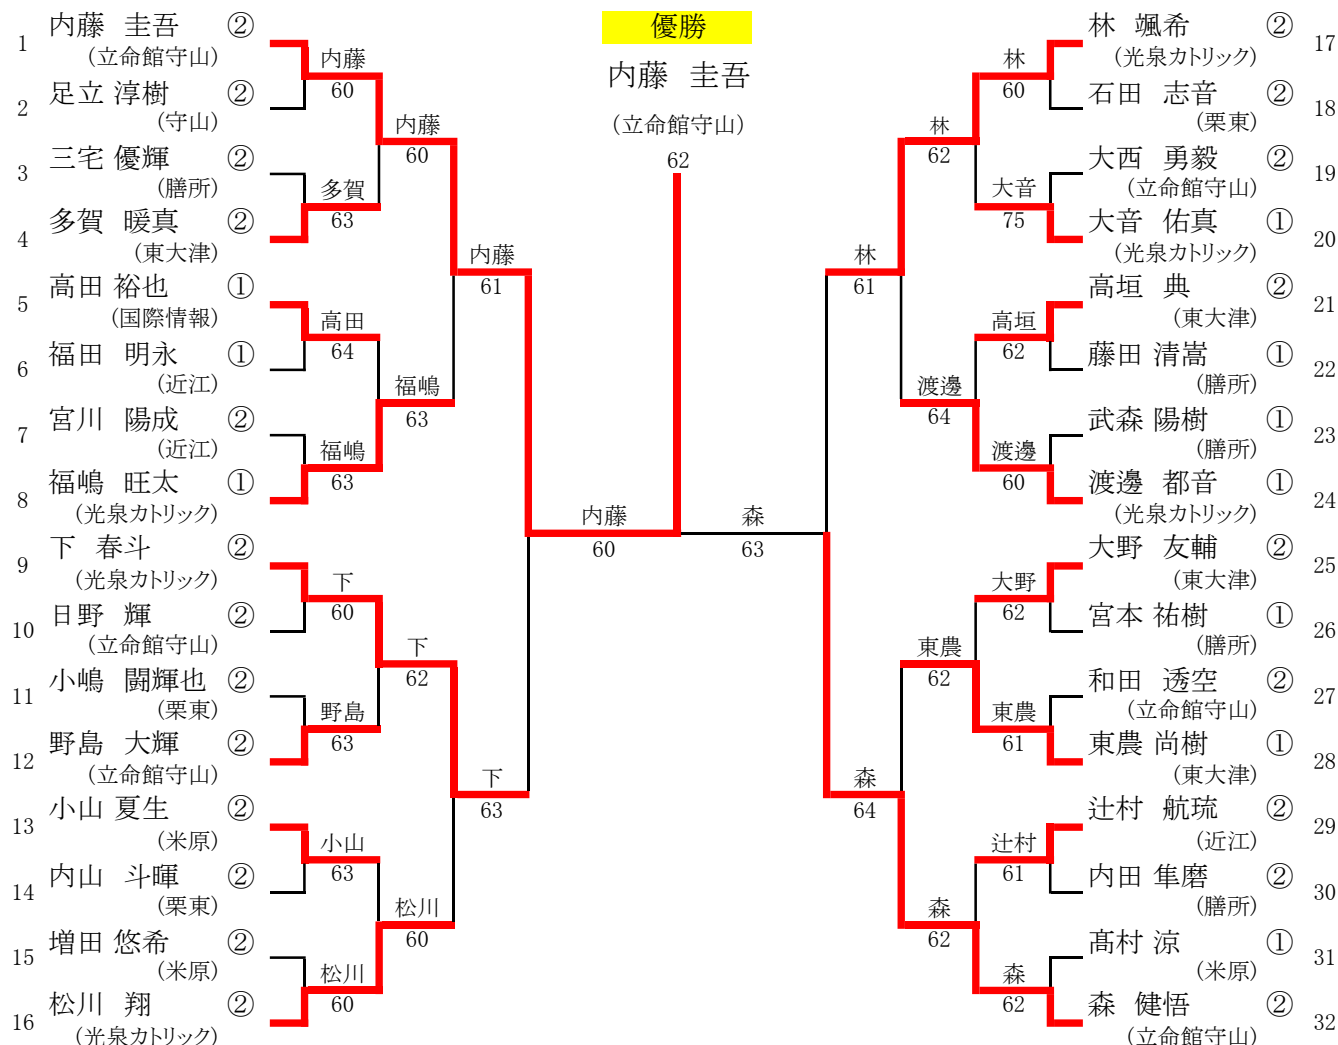 優勝
内藤 圭吾
(立命館守山)
62
1 内藤 圭吾 ②
(立命館守山)
2 足立 淳樹 ②
(守山)
3 三宅 優輝 ②
(膳所)
4 多賀 暖真 ②
(東大津)
5 高田 裕也 ①
(国際情報)
6 福田 明永 ①
(近江)
7 宮川 陽成 ②
(近江)
8 福嶋 旺太 ①
(光泉カトリック)
9 下 春斗 ②
(光泉カトリック)
10 日野 輝 ②
(立命館守山)
11 小嶋 闘輝也 ②
(栗東)
12 野島 大輝 ②
(立命館守山)
13 小山 夏生 ②
(米原)
14 内山 斗暉 ②
(栗東)
15 増田 悠希 ②
(米原)
16 松川 翔 ②
(光泉カトリック)
内藤
60
多賀
63
高田
64
福嶋
63
下
60
野島
63
小山
63
松川
60
内藤
60
福嶋
63
下
62
松川
60
内藤
61
下
63
内藤
60
森
63
林
61
森
64
林
62
渡邊
64
東農
62
森
62
林
60
大音
75
高垣
62
渡邊
60
大野
62
東農
61
辻村
61
森
62
林 颯希 ② 17
(光泉カトリック)
石田 志音 ② 18
(栗東)
大西 勇毅 ② 19
(立命館守山)
大音 佑真 ① 20
(光泉カトリック)
高垣 典 ② 21
(東大津)
藤田 清嵩 ① 22
(膳所)
武森 陽樹 ① 23
(膳所)
渡邊 都音 ① 24
(光泉カトリック)
大野 友輔 ② 25
(東大津)
宮本 祐樹 ① 26
(膳所)
和田 透空 ② 27
(立命館守山)
東農 尚樹 ① 28
(東大津)
辻村 航琉 ② 29
(近江)
内田 隼磨 ② 30
(膳所)
髙村 涼 ① 31
(米原)
森 健悟 ② 32
(立命館守山)